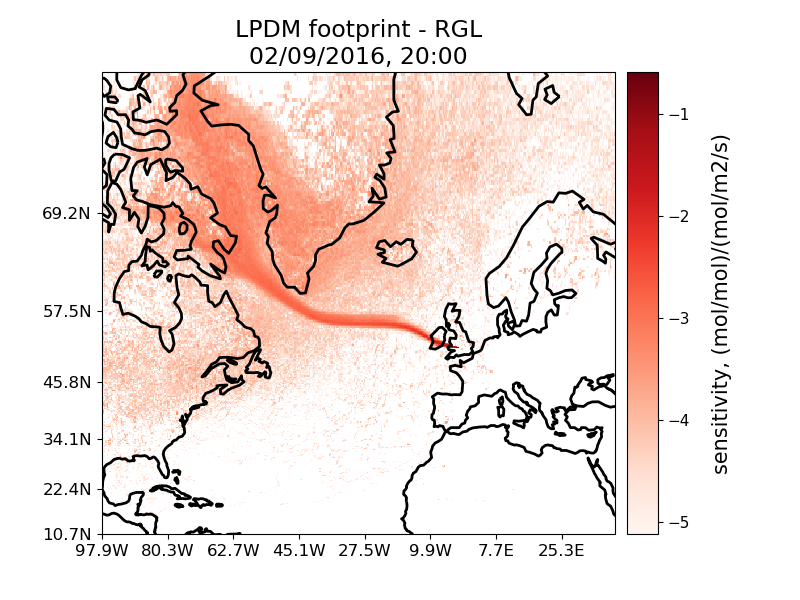 LPDM footprint - RGL
02/09/2016, 20:00
69.2N
57.5N
45.8N
34.1N
22.4N
10.7N
97.9W 80.3W 62.7W 45.1W 27.5W 9.9W 7.7E 25.3E
−1
−2
−3
−4
−5
sensitivity, (mol/mol)/(mol/m2/s)